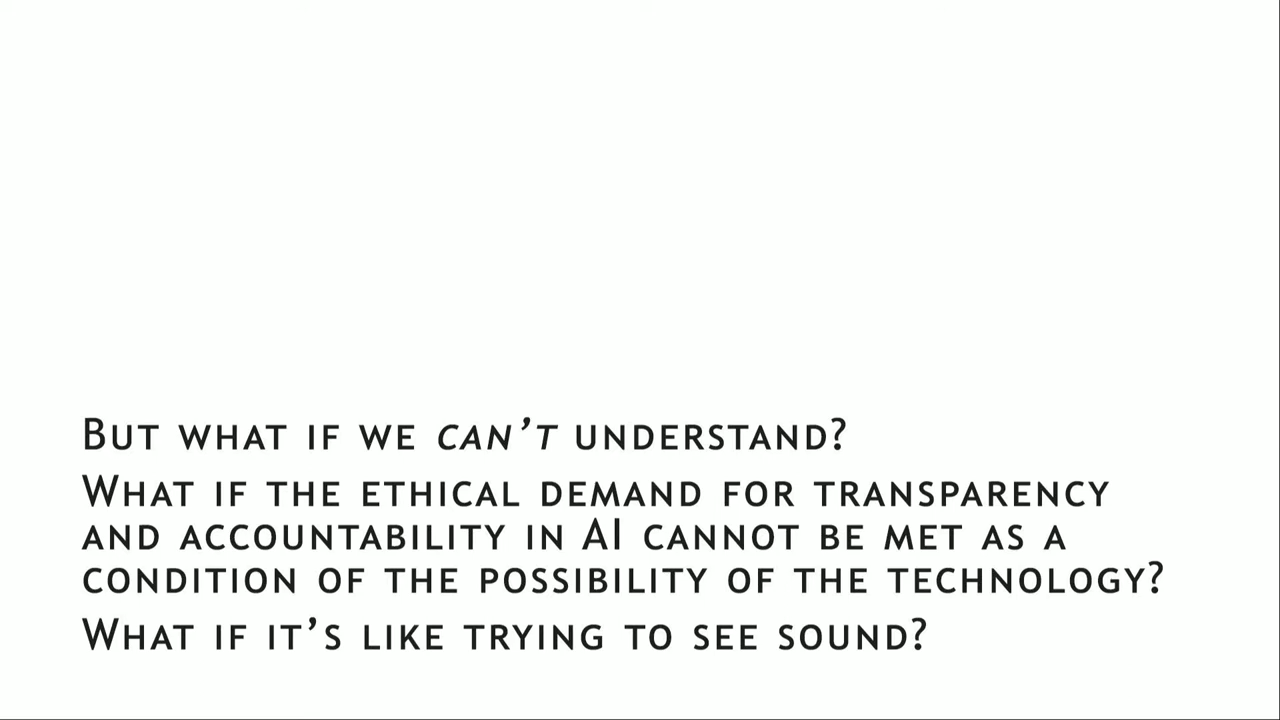 But what if we can’t understand?
What if the ethical demand for transparency
and accountability in AI cannot be met as a
condition of the possibility of the technology?
What if it’s like trying to see sound?